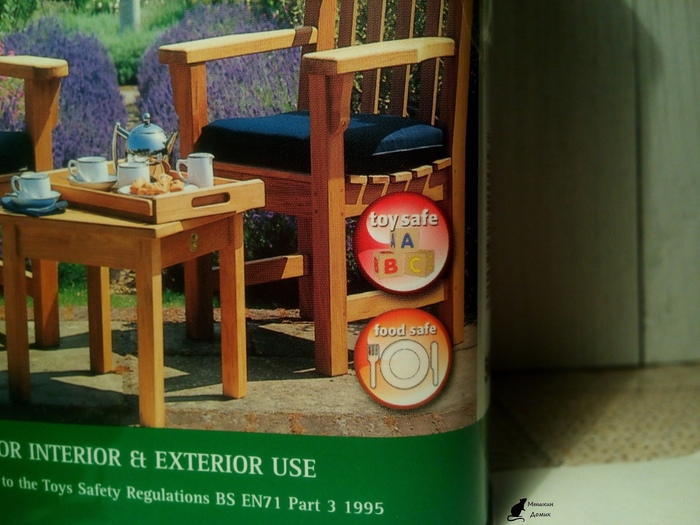 toy safe
A
B C
food safe
OR INTERIOR & EXTERIOR USE
to the Toys Safety Regulations BS EN71 Part 3 1995
Мышкин
Домик